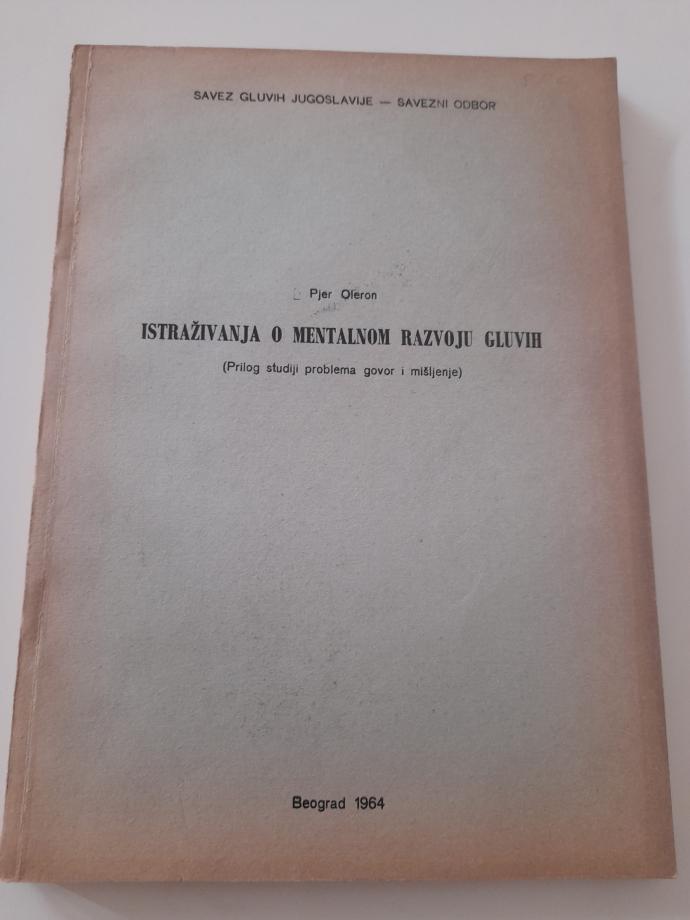 SAVEZ GLUVIH JUGOSLAVIJE — SAVEZNI ODBOR
Pjer Oleron
ISTRAŽIVANJA O MENTALNOM RAZVOJU GLUVIH
(Prilog studiji problema govor i mišljenje)
Beograd 1964